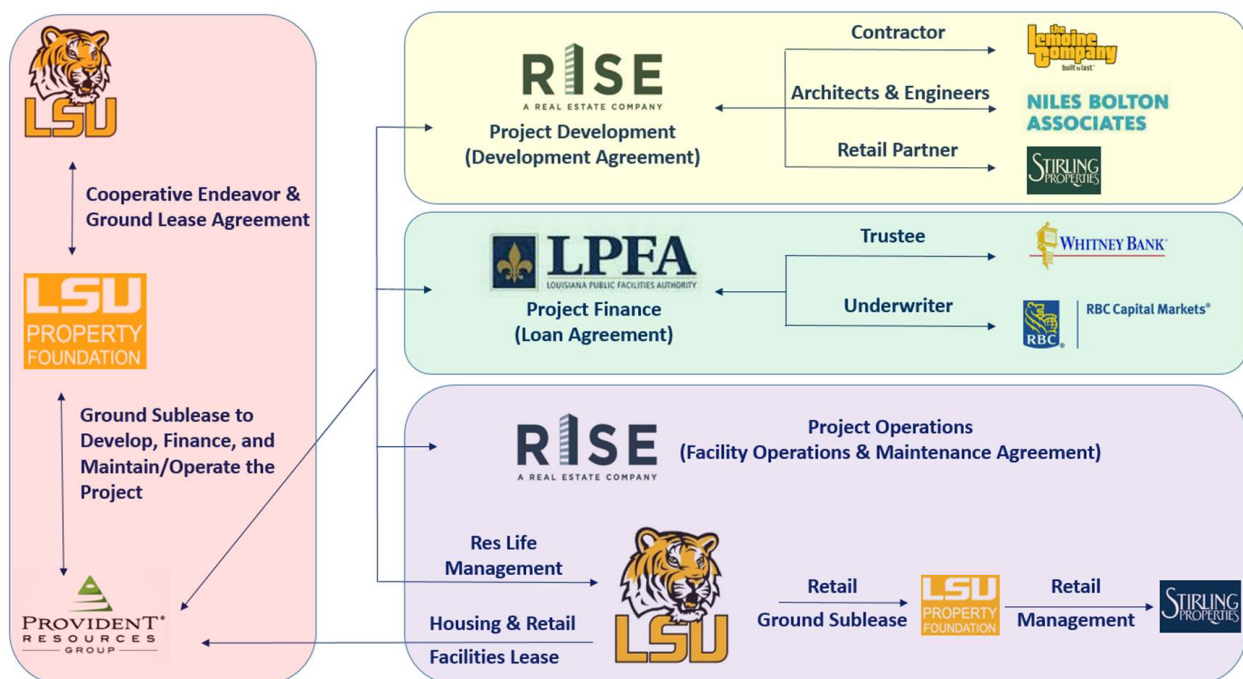 LSU
Cooperative Endeavor &
Ground Lease Agreement
LSU
PROPERTY
FOUNDATION
Ground Sublease to
Develop, Finance, and
Maintain/Operate the
Project
PROVIDENT®
RESOURCES
GROUP
RISE
A REAL ESTATE COMPANY
Project Development
(Development Agreement)
Contractor
the
Lemoine
Company
built to last™
Architects & Engineers
NILES BOLTON
ASSOCIATES
Retail Partner
STIRLING
PROPERTIES
LPFA
LOUISIANA PUBLIC FACILITIES AUTHORITY
Project Finance
(Loan Agreement)
Trustee
WHITNEY BANK®
Underwriter
RBC®
RBC Capital Markets®
RISE
A REAL ESTATE COMPANY
Project Operations
(Facility Operations & Maintenance Agreement)
Res Life
Management
Housing & Retail
Facilities Lease
LSU
Retail
Ground Sublease
LSU
PROPERTY
FOUNDATION
Retail
Management
STIRLING
PROPERTIES